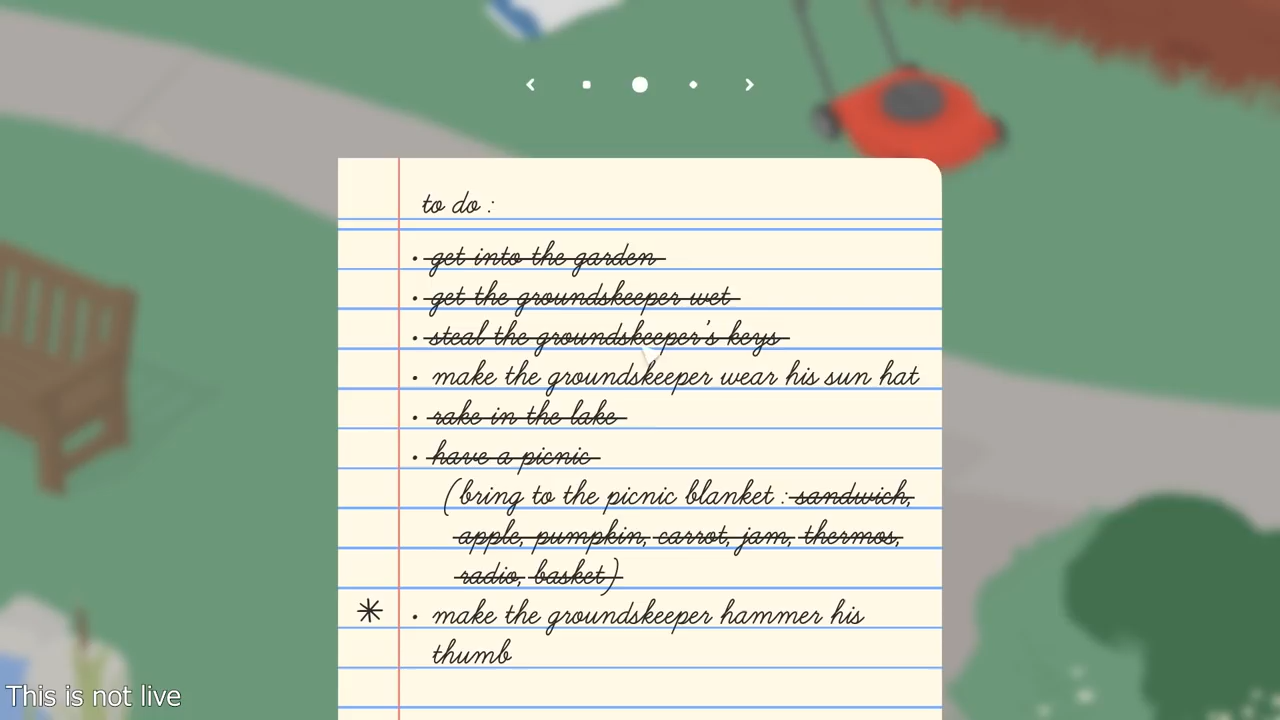 to do :
• get into the garden
• get the groundskeeper wet
• steal the groundskeeper's keys
• make the groundskeeper wear his sun hat
• rake in the lake
• have a picnic
(bring to the picnic blanket : sandwich,
apple, pumpkin, carrot, jam, thermos,
radio, basket)
• make the groundskeeper hammer his
thumb
This is not live